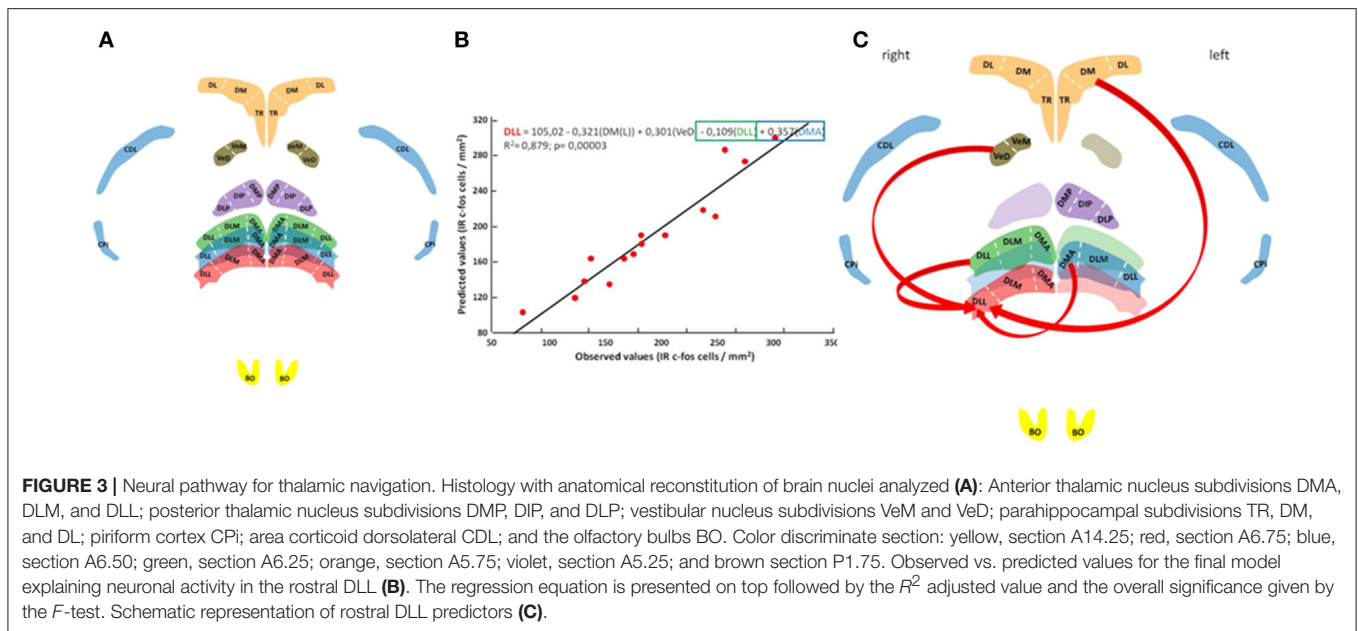 A
DL DM DM DL
TR TR
CDL VeM VeM CDL
VeD VeD
DMP DMP
DIP DIP
DLP DLP
CPi DLM DMA DMA DLM CPi
DLL DMA DMA DLL
DLL DLM DMA DMA DLM DLL
BO BO
B
320
280
240
200
160
120
80
DLL = 105,02 - 0,321(DM(L)) + 0,301(VeD) - 0,109(DLL) + 0,357(DMA)
R²= 0,879; p= 0,00003
Predicted values (IR c-fos cells / mm²)
50 100 150 200 250 300 35(
Observed values (IR c-fos cells / mm²)
C
right left
DL DM DM DL
TR TR
CDL VeM CDL
VeD
DMP
DIP
DLP
CPi DLM DMA DMA DLM CPi
DLL DLL
DLM DMA
DLL
BO BO
FIGURE 3 | Neural pathway for thalamic navigation. Histology with anatomical reconstitution of brain nuclei analyzed (A): Anterior thalamic nucleus subdivisions DMA,
DLM, and DLL; posterior thalamic nucleus subdivisions DMP, DIP, and DLP; vestibular nucleus subdivisions VeM and VeD; parahippocampal subdivisions TR, DM,
and DL; piriform cortex CPi; area corticoid dorsolateral CDL; and the olfactory bulbs BO. Color discriminate section: yellow, section A14.25; red, section A6.75; blue,
section A6.50; green, section A6.25; orange, section A5.75; violet, section A5.25; and brown section P1.75. Observed vs. predicted values for the final model
explaining neuronal activity in the rostral DLL (B). The regression equation is presented on top followed by the R² adjusted value and the overall significance given by
the F-test. Schematic representation of rostral DLL predictors (C).